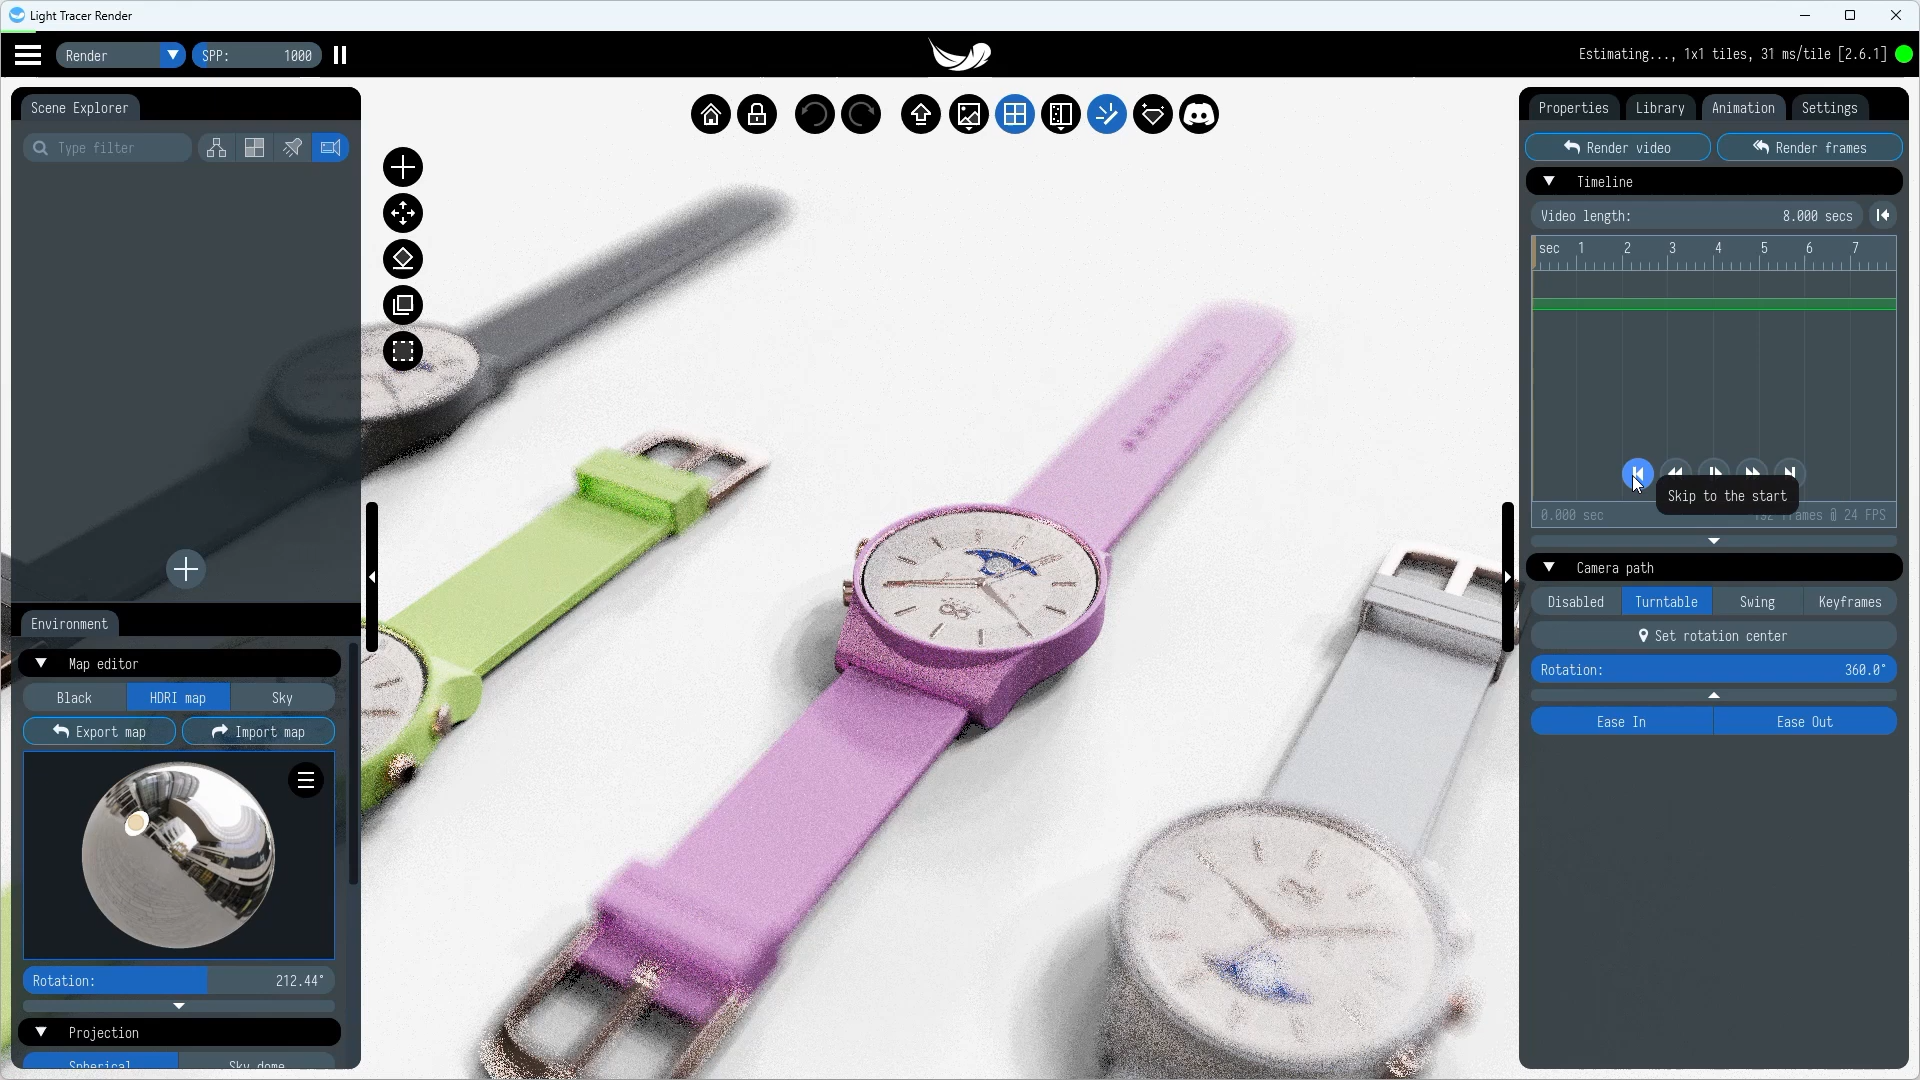 Light Tracer Render
Render
SPP: 1000
Estimating..., 1x1 tiles, 31 ms/tile [2.6.1]
Scene Explorer
Type filter
Properties
Library
Animation
Settings
Render video
Render frames
Timeline
Video length: 8.000 secs
sec 1 2 3 4 5 6 7
Skip to the start
0.000 sec
192 frames @ 24 FPS
Camera path
Disabled
Turntable
Swing
Keyframes
Set rotation center
Rotation: 360.0°
Ease In
Ease Out
Environment
Map editor
Black
HDRI map
Sky
Export map
Import map
Rotation: 212.44°
Projection
Spherical
Sky dome